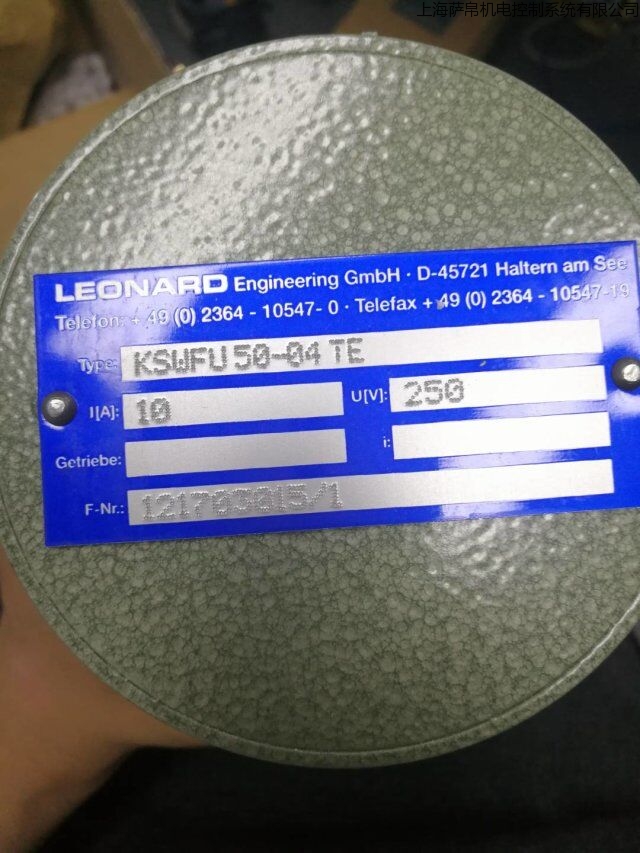 上海萨帛机电控制系统有限公司
LEONARD Engineering GmbH · D-45721 Haltern am See
Telefon: + 49 (0) 2364 - 10547- 0 · Telefax + 49 (0) 2364 - 10547-19
Type: KSWFU 50-04 TE
J[A]: 10 U[V]: 250
Getriebe: i:
F-Nr.: 121703015/1